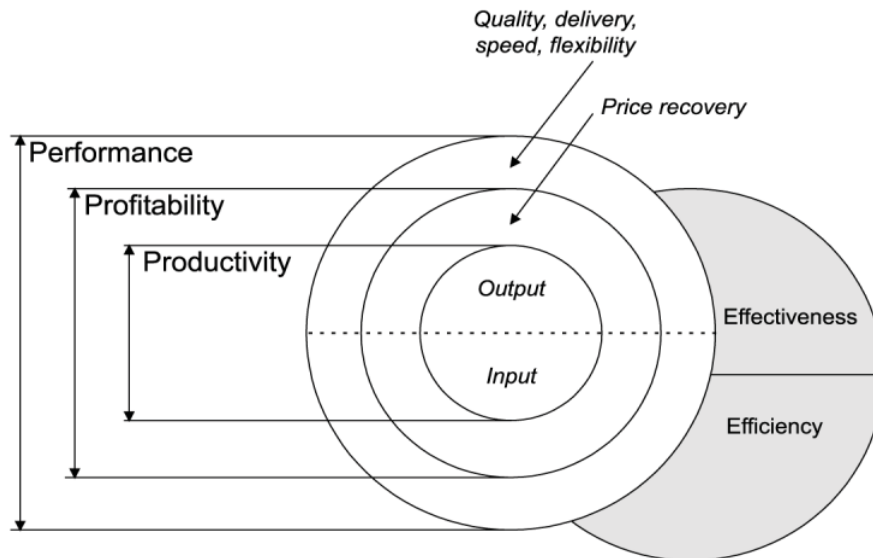 Quality, delivery,
speed, flexibility
Price recovery
Performance
Profitability
Productivity
Output
Effectiveness
Input
Efficiency